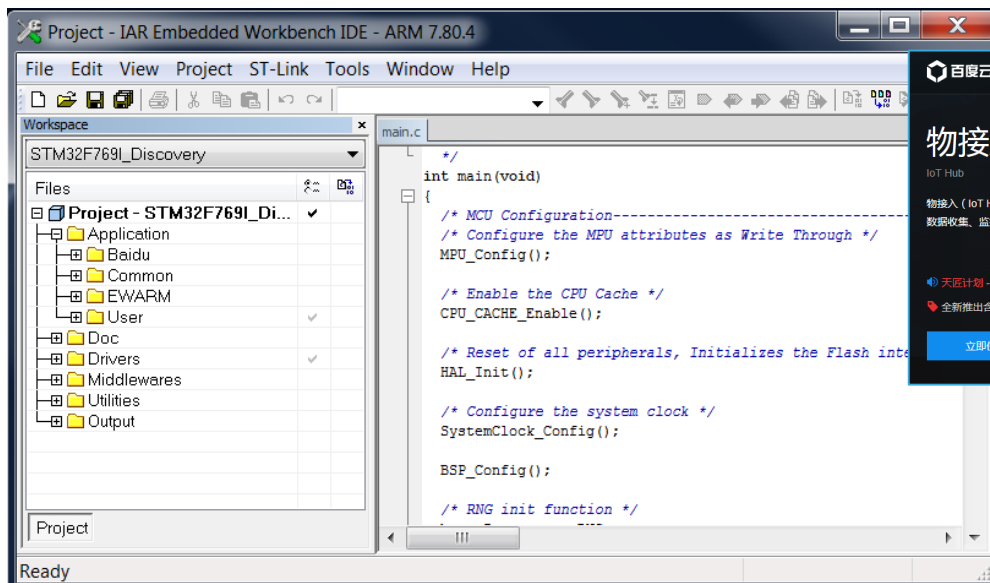 Project - IAR Embedded Workbench IDE - ARM 7.80.4
File Edit View Project ST-Link Tools Window Help
Workspace
STM32F769I_Discovery
Files
Project - STM32F769I_Di...
Application
Baidu
Common
EWARM
User
Doc
Drivers
Middlewares
Utilities
Output
Project
main.c
*/
int main(void)
{
/* MCU Configuration-----------------------------------
/* Configure the MPU attributes as Write Through */
MPU_Config();
/* Enable the CPU Cache */
CPU_CACHE_Enable();
/* Reset of all peripherals, Initializes the Flash inte
HAL_Init();
/* Configure the system clock */
SystemClock_Config();
BSP_Config();
/* RNG init function */
百度云
物接
IoT Hub
物接入（IoT H
数据收集、监
天匠计划 -
全新推出含
立即
Ready